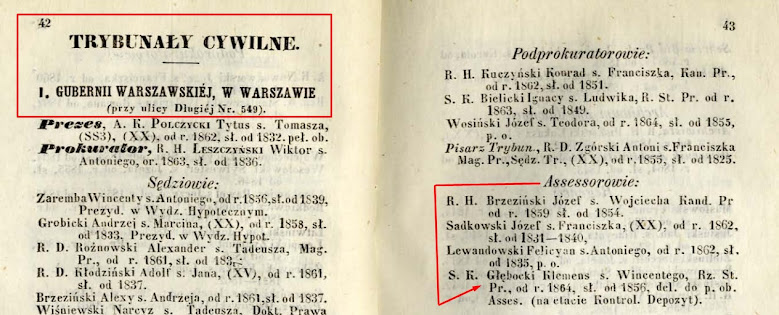 42
TRYBUNAŁY CYWILNE.
I. GUBERNII WARSZAWSKIÉJ, W WARSZAWIE
(przy ulicy Długiéj Nr. 549).
Prezes, A. K. POLCZYCKI Tytus s. Tomasza,
(SS3), (XX), od r. 1862, sł. od 1832. peł. ob.
Prokurator, R. H. LESZCZYŃSKI Wiktor s.
Antoniego, or. 1863, sł. od 1836.
Sędziowie:
Zaremba Wincenty s. Antoniego, od r. 1856, sł. od 1839.
Prezyd. w Wydz. Hypotecznym.
Grobicki Andrzej s. Marcina, (XX), od r. 1858, sł.
od 1833. Prezyd. w Wydz. Hypot.
R. D. Rożnowski Alexander s. Tadeusza, Mag.
Pr., od r. 1861, sł. od
R. D. Kłodziński Adolf s. Jana, (XV), od r. 1861,
sł. od 1837.
Brzeziński Alexy s. Andrzeja, od r. 1861, sł. od 1837.
Wiśniewski Narcyz s. Tadeusza, Dokt. Prawa
43
Podprokuratorowie:
R. H. Kuczyński Konrad s. Franciszka, Kan. Pr.,
od r. 1862, sł. od 1851.
S. K. Bielicki Ignacy s. Ludwika, R. St. Pr. od r.
1863, sł. od 1849.
Wosiński Józef s. Teodora, od r. 1864, sł. od 1855,
p. o.
Pisarz Trybun., R. D. Zgórski Antoni s. Franciszka
Mag. Pr., Sędz. Tr., (XX), od r. 1855, sł. od 1825.
Assessorowie:
R. H. Brzeziński Józef s. Wojciecha Kand. Pr
od r. 1859 sł. od 1854.
Sadkowski Józef s. Franciszka, (XX), od r. 1862,
sł. od 1831—1840,
Lewandowski Felicyan s. Antoniego, od r. 1862, sł.
od 1835, p. o.
S. K. Głębocki Klemens s. Wincentego, Rz. St.
Pr., od r. 1864, sł. od 1856, del. do p. ob.
Asses. (na etacie Kontrol. Depozyt).